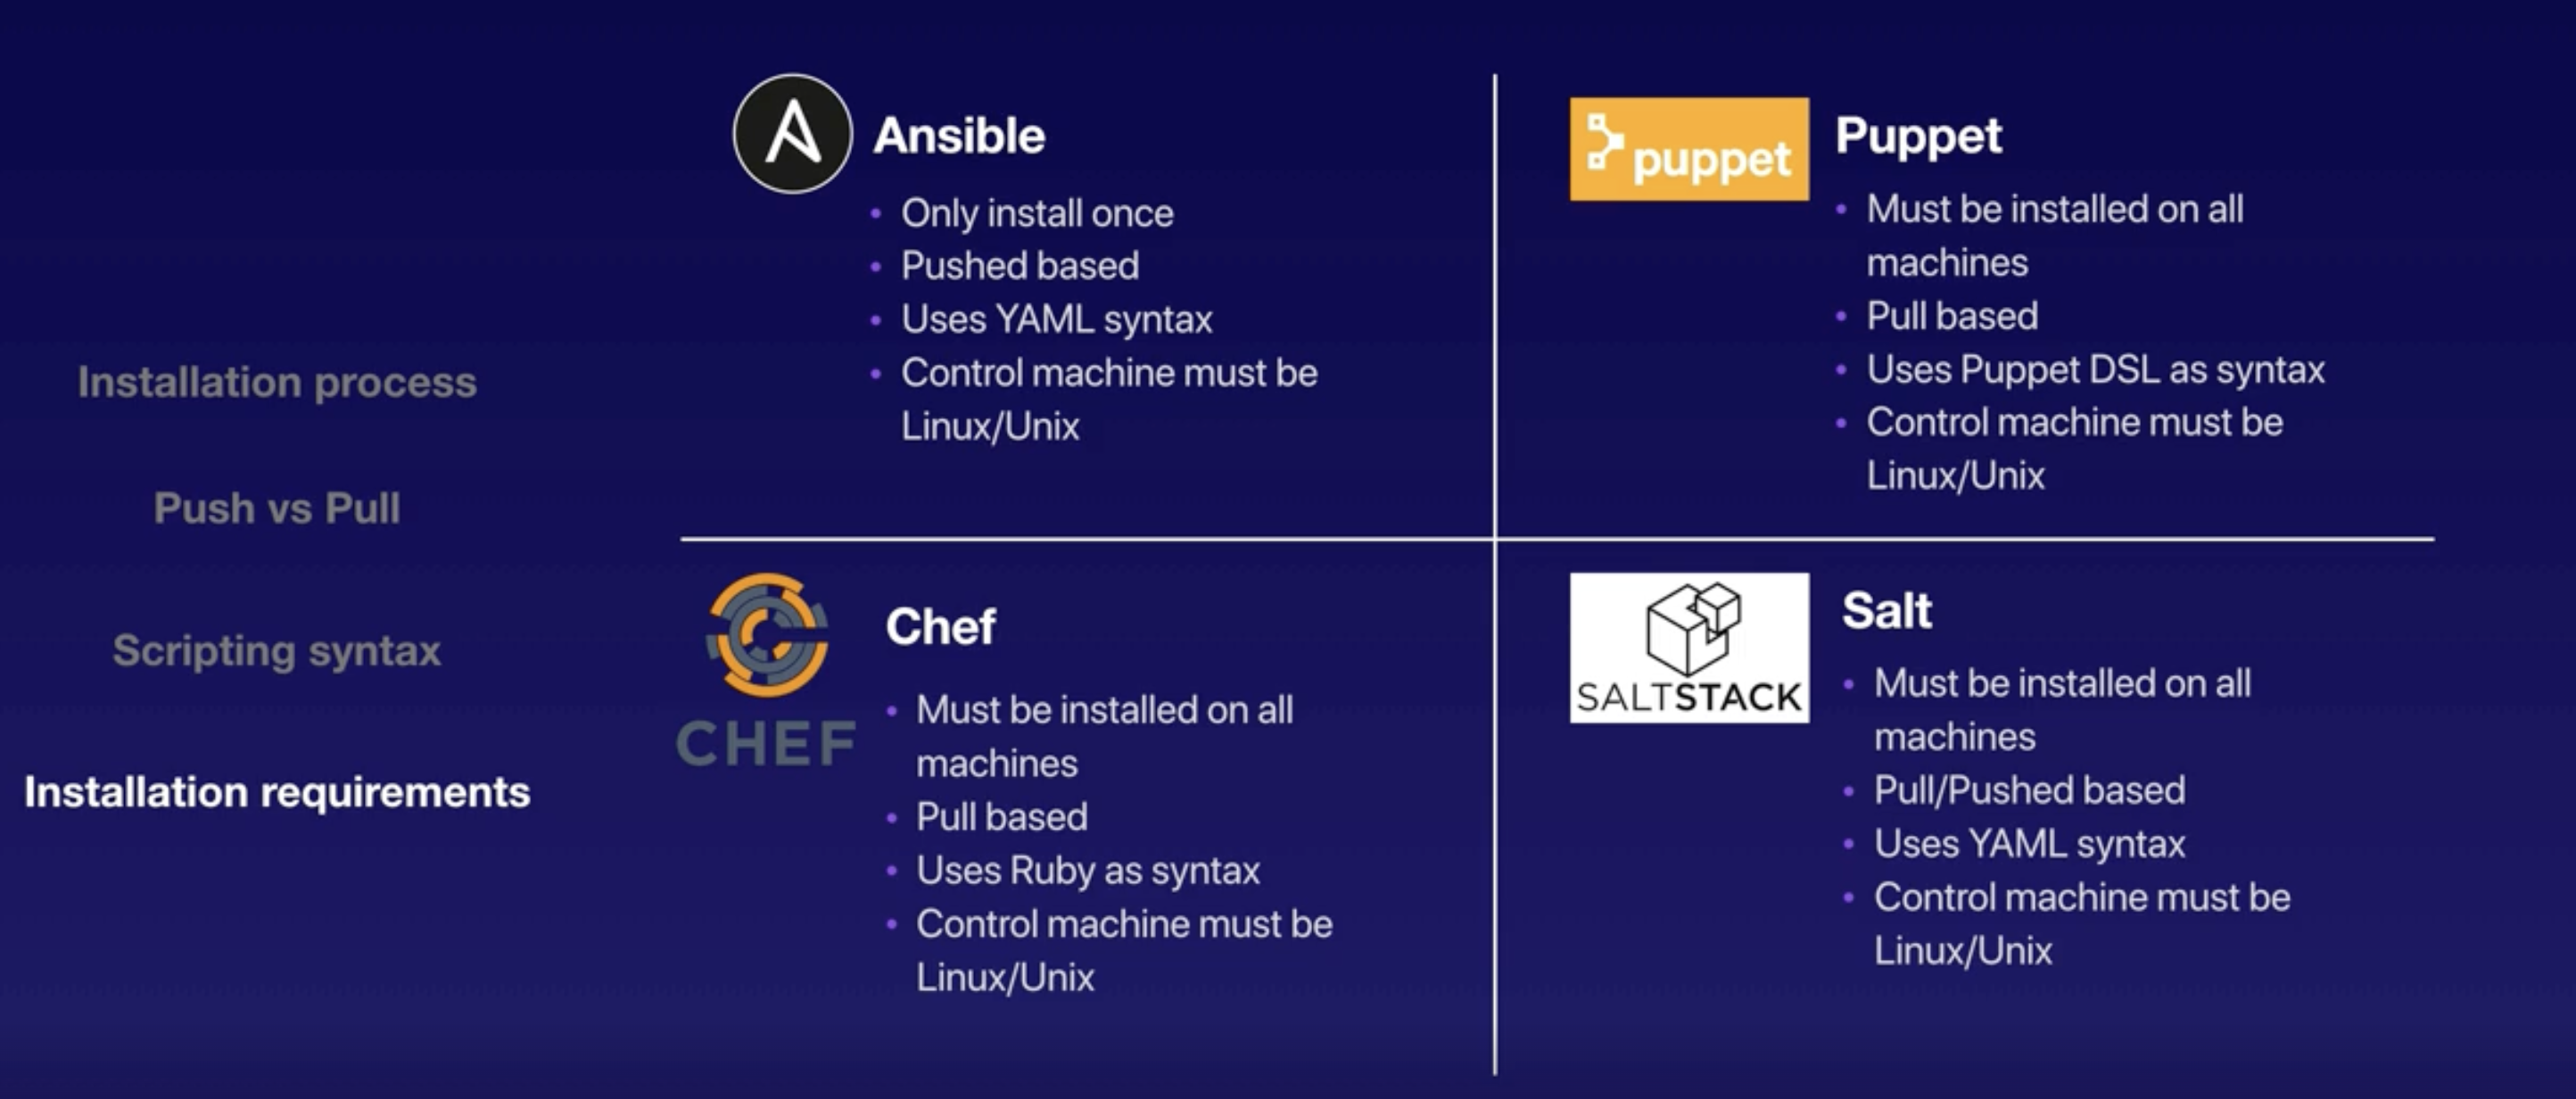 Installation process
Push vs Pull
Scripting syntax
Installation requirements
Ansible
• Only install once
• Pushed based
• Uses YAML syntax
• Control machine must be
Linux/Unix
puppet
Puppet
• Must be installed on all
machines
• Pull based
• Uses Puppet DSL as syntax
• Control machine must be
Linux/Unix
CHEF
Chef
• Must be installed on all
machines
• Pull based
• Uses Ruby as syntax
• Control machine must be
Linux/Unix
SALTSTACK
Salt
• Must be installed on all
machines
• Pull/Pushed based
• Uses YAML syntax
• Control machine must be
Linux/Unix